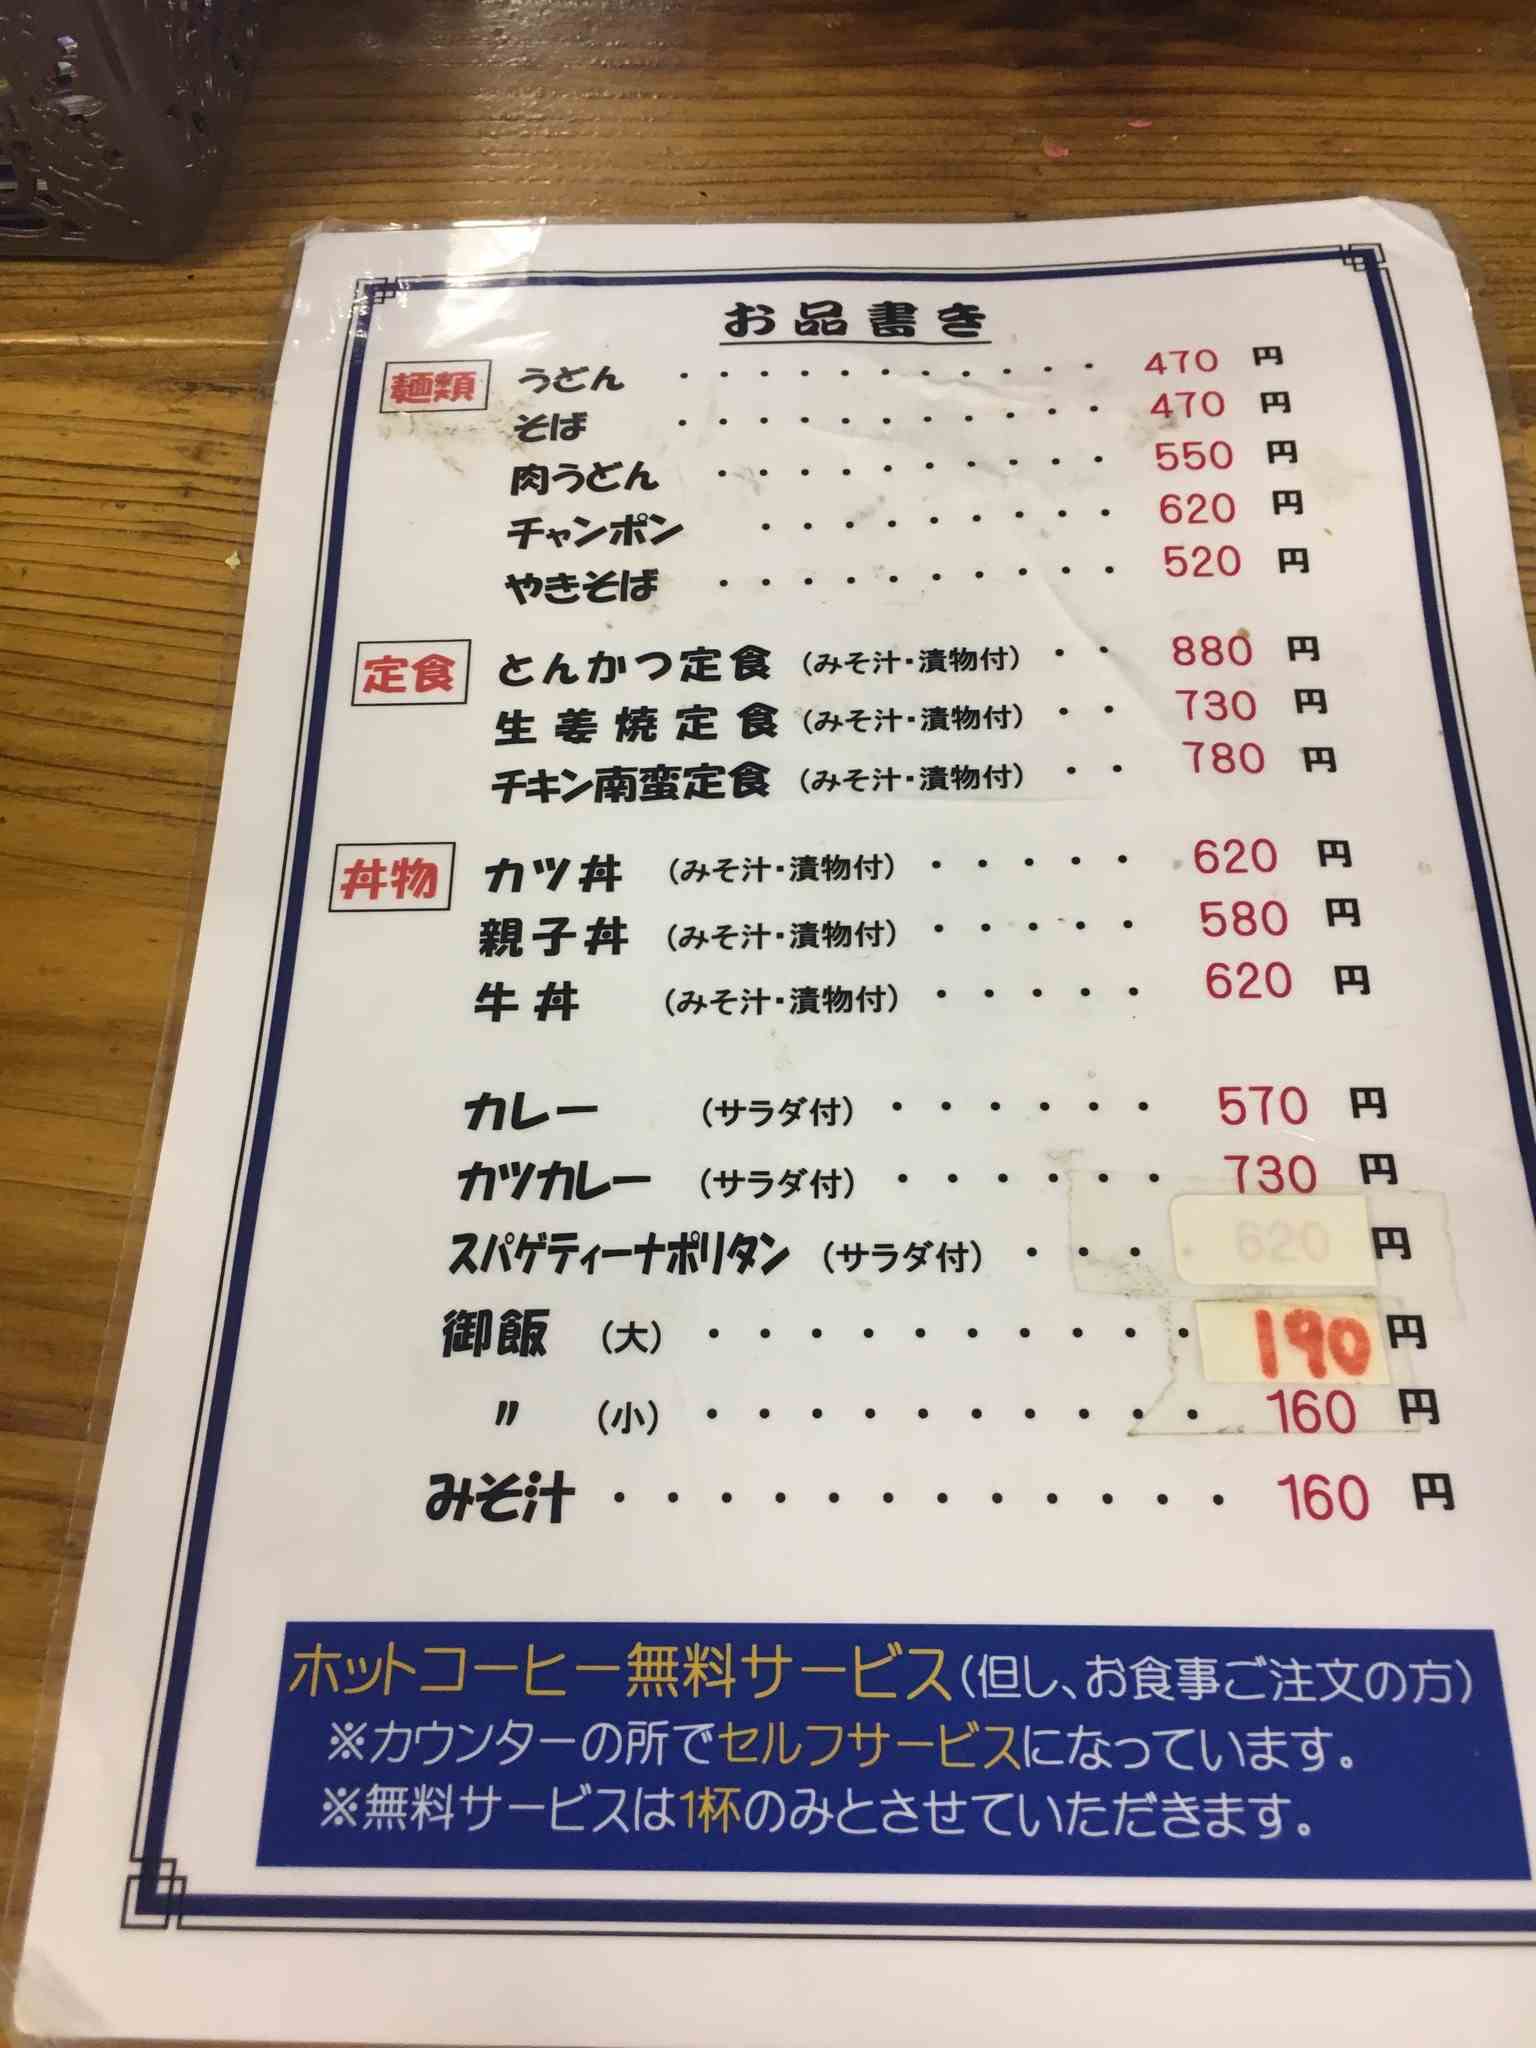 お品書き
麺類 うどん ・・・・・・・・・・・ 470 円
そば ・・・・・・・・・・・ 470 円
肉うどん ・・・・・・・・・・ 550 円
チャンポン ・・・・・・・・・ 620 円
やきそば ・・・・・・・・・・ 520 円
定食 とんかつ定食 (みそ汁・漬物付) ・・ 880 円
生姜焼定食 (みそ汁・漬物付) ・・ 730 円
チキン南蛮定食 (みそ汁・漬物付) ・・ 780 円
丼物 カツ丼 (みそ汁・漬物付) ・・・・・ 620 円
親子丼 (みそ汁・漬物付) ・・・・・ 580 円
牛丼 (みそ汁・漬物付) ・・・・・ 620 円
カレー (サラダ付) ・・・・・・ 570 円
カツカレー (サラダ付) ・・・・・・ 730 円
スパゲティーナポリタン (サラダ付) ・・・ 620 円
御飯 (大) ・・・・・・・・・・ 190 円
〃 (小) ・・・・・・・・・・ 160 円
みそ汁 ・・・・・・・・・・・・ 160 円
ホットコーヒー無料サービス(但し、お食事ご注文の方)
※カウンターの所でセルフサービスになっています。
※無料サービスは1杯のみとさせていただきます。